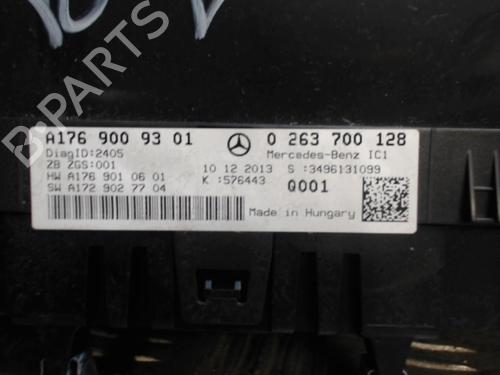 A176 900 93 01
0 263 700 128
DiagID:2405
Mercedes-Benz IC1
ZB ZGS:001
10 12 2013
S :3496131099
HW A176 901 06 01
K :576443
Q001
SW A172 902 77 04
Made in Hungary
B-PARTS